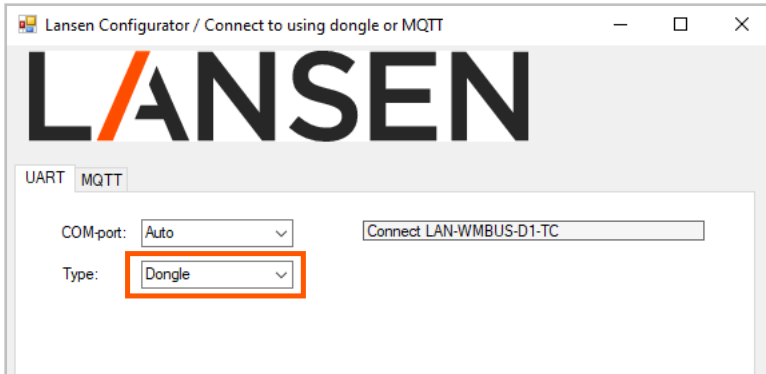 Lansen Configurator / Connect to using dongle or MQTT
LANSEN
UART MQTT
COM-port: Auto Connect LAN-WMBUS-D1-TC
Type: Dongle